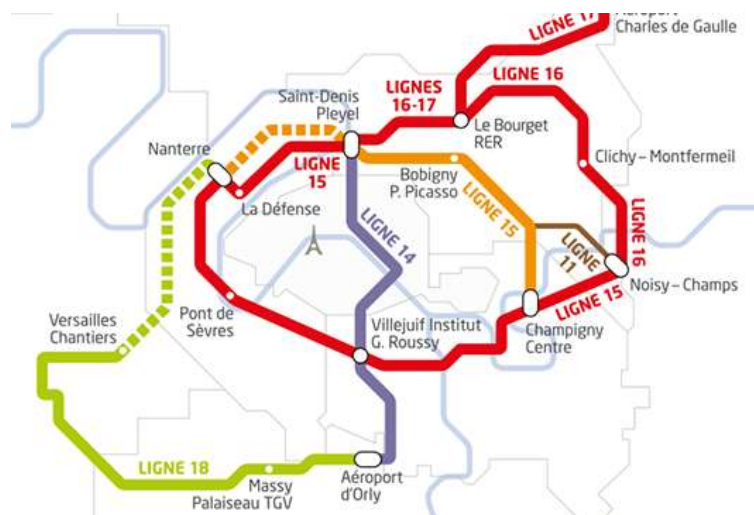 Aéroport
Charles de Gaulle
LIGNE 17
LIGNES
16-17
LIGNE 16
Saint-Denis
Pleyel
Le Bourget
RER
Nanterre
LIGNE
15
Bobigny
P. Picasso
Clichy – Montfermeil
La Défense
LIGNE 15
LIGNE 14
LIGNE
11
LIGNE 16
Noisy – Champs
LIGNE 15
Pont de
Sèvres
Champigny
Centre
Versailles
Chantiers
Villejuif Institut
G. Roussy
LIGNE 18
Massy
Palaiseau TGV
Aéroport
d'Orly